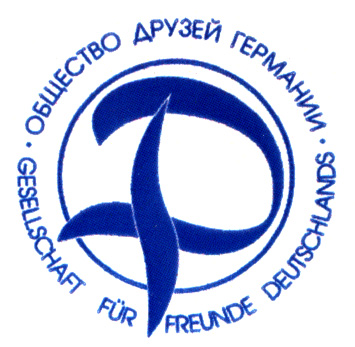 ОБЩЕСТВО ДРУЗЕЙ ГЕРМАНИИ
GESELLSCHAFT FÜR FREUNDE DEUTSCHLANDS